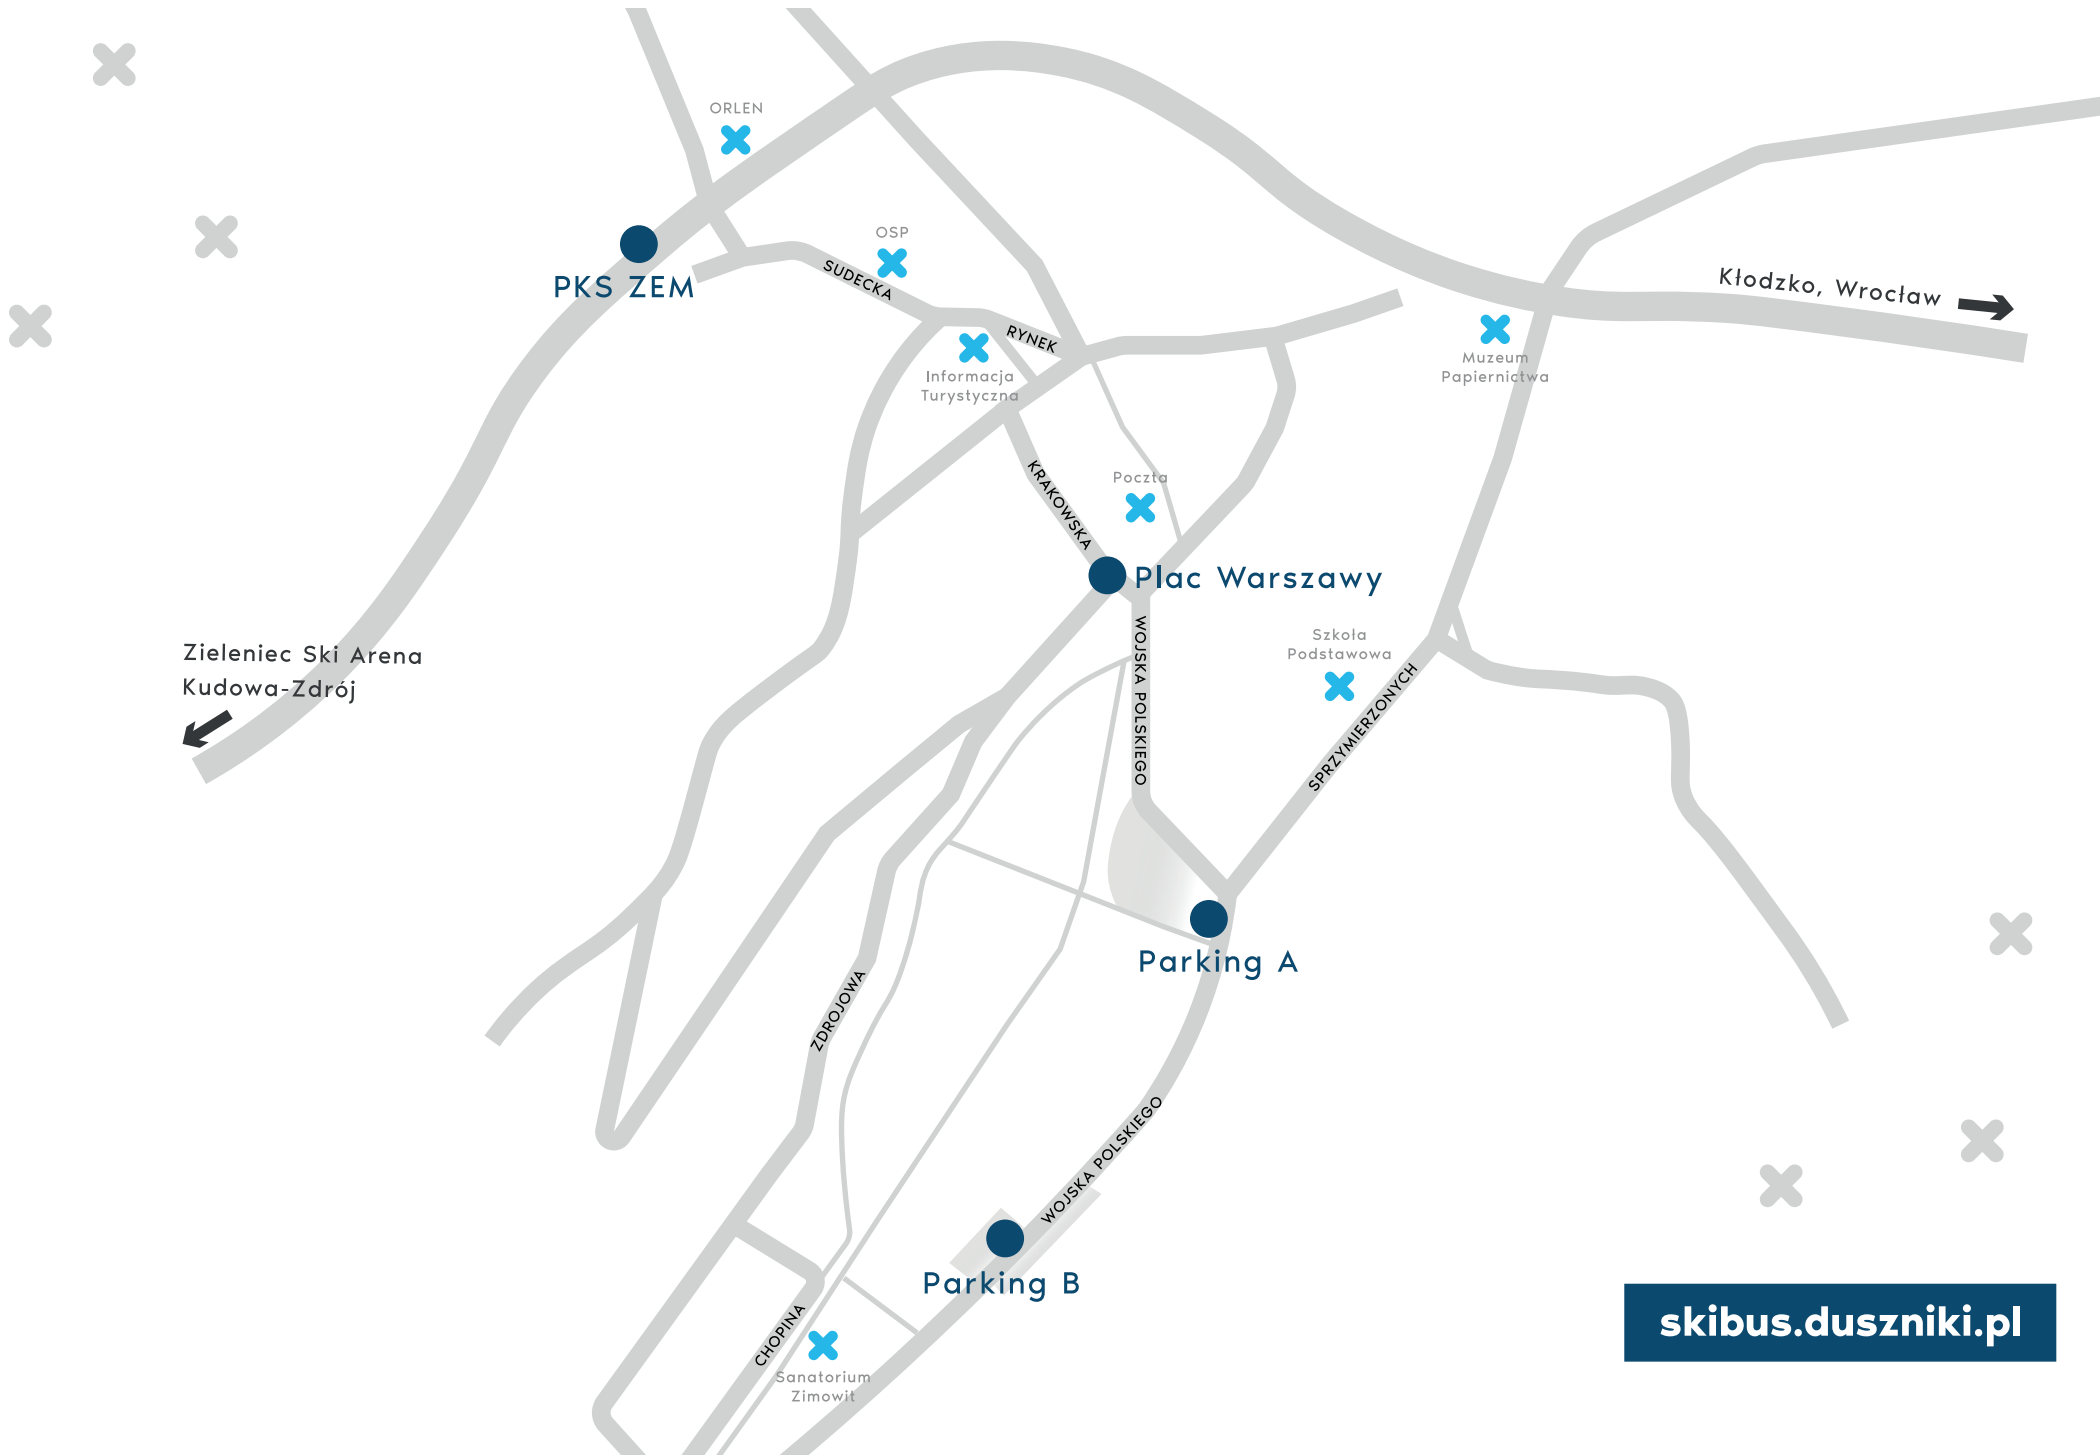 ORLEN
OSP
PKS ZEM
SUDECKA
Kłodzko, Wrocław
RYNEK
Informacja
Turystyczna
Muzeum
Papiernictwa
KRAKOWSKA
Poczta
Plac Warszawy
Zieleniec Ski Arena
Kudowa-Zdrój
WOJSKA POLSKIEGO
Szkoła
Podstawowa
SPRZYMIERZONYCH
Parking A
ZDROJOWA
WOJSKA POLSKIEGO
Parking B
CHOPINA
Sanatorium
Zimowit
skibus.duszniki.pl